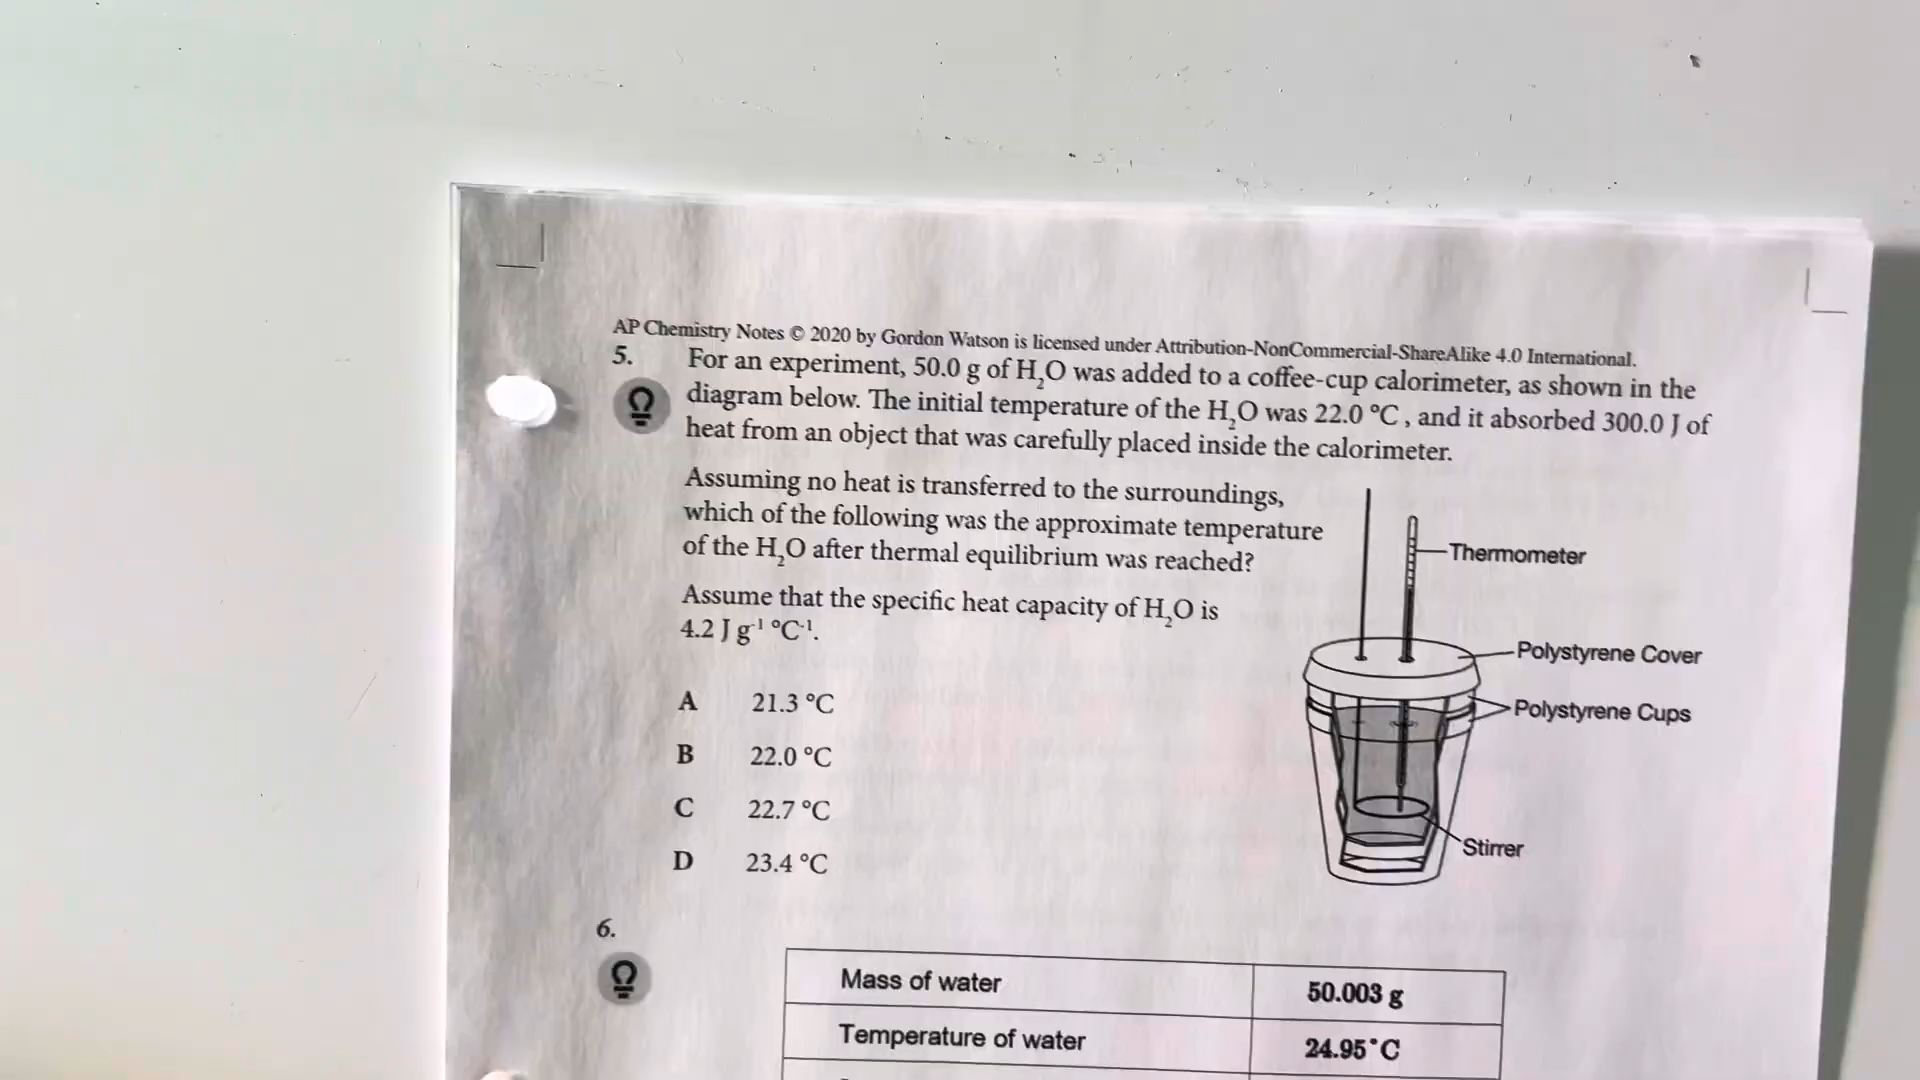 AP Chemistry Notes © 2020 by Gordon Watson is licensed under Attribution-NonCommercial-ShareAlike 4.0 International.
5. For an experiment, 50.0 g of H₂O was added to a coffee-cup calorimeter, as shown in the
diagram below. The initial temperature of the H₂O was 22.0 °C , and it absorbed 300.0 J of
heat from an object that was carefully placed inside the calorimeter.
Assuming no heat is transferred to the surroundings,
which of the following was the approximate temperature
of the H₂O after thermal equilibrium was reached?
Assume that the specific heat capacity of H₂O is
4.2 J g⁻¹ °C⁻¹.
A 21.3 °C
B 22.0 °C
C 22.7 °C
D 23.4 °C
Thermometer
Polystyrene Cover
Polystyrene Cups
Stirrer
6.
Mass of water 50.003 g
Temperature of water 24.95°C